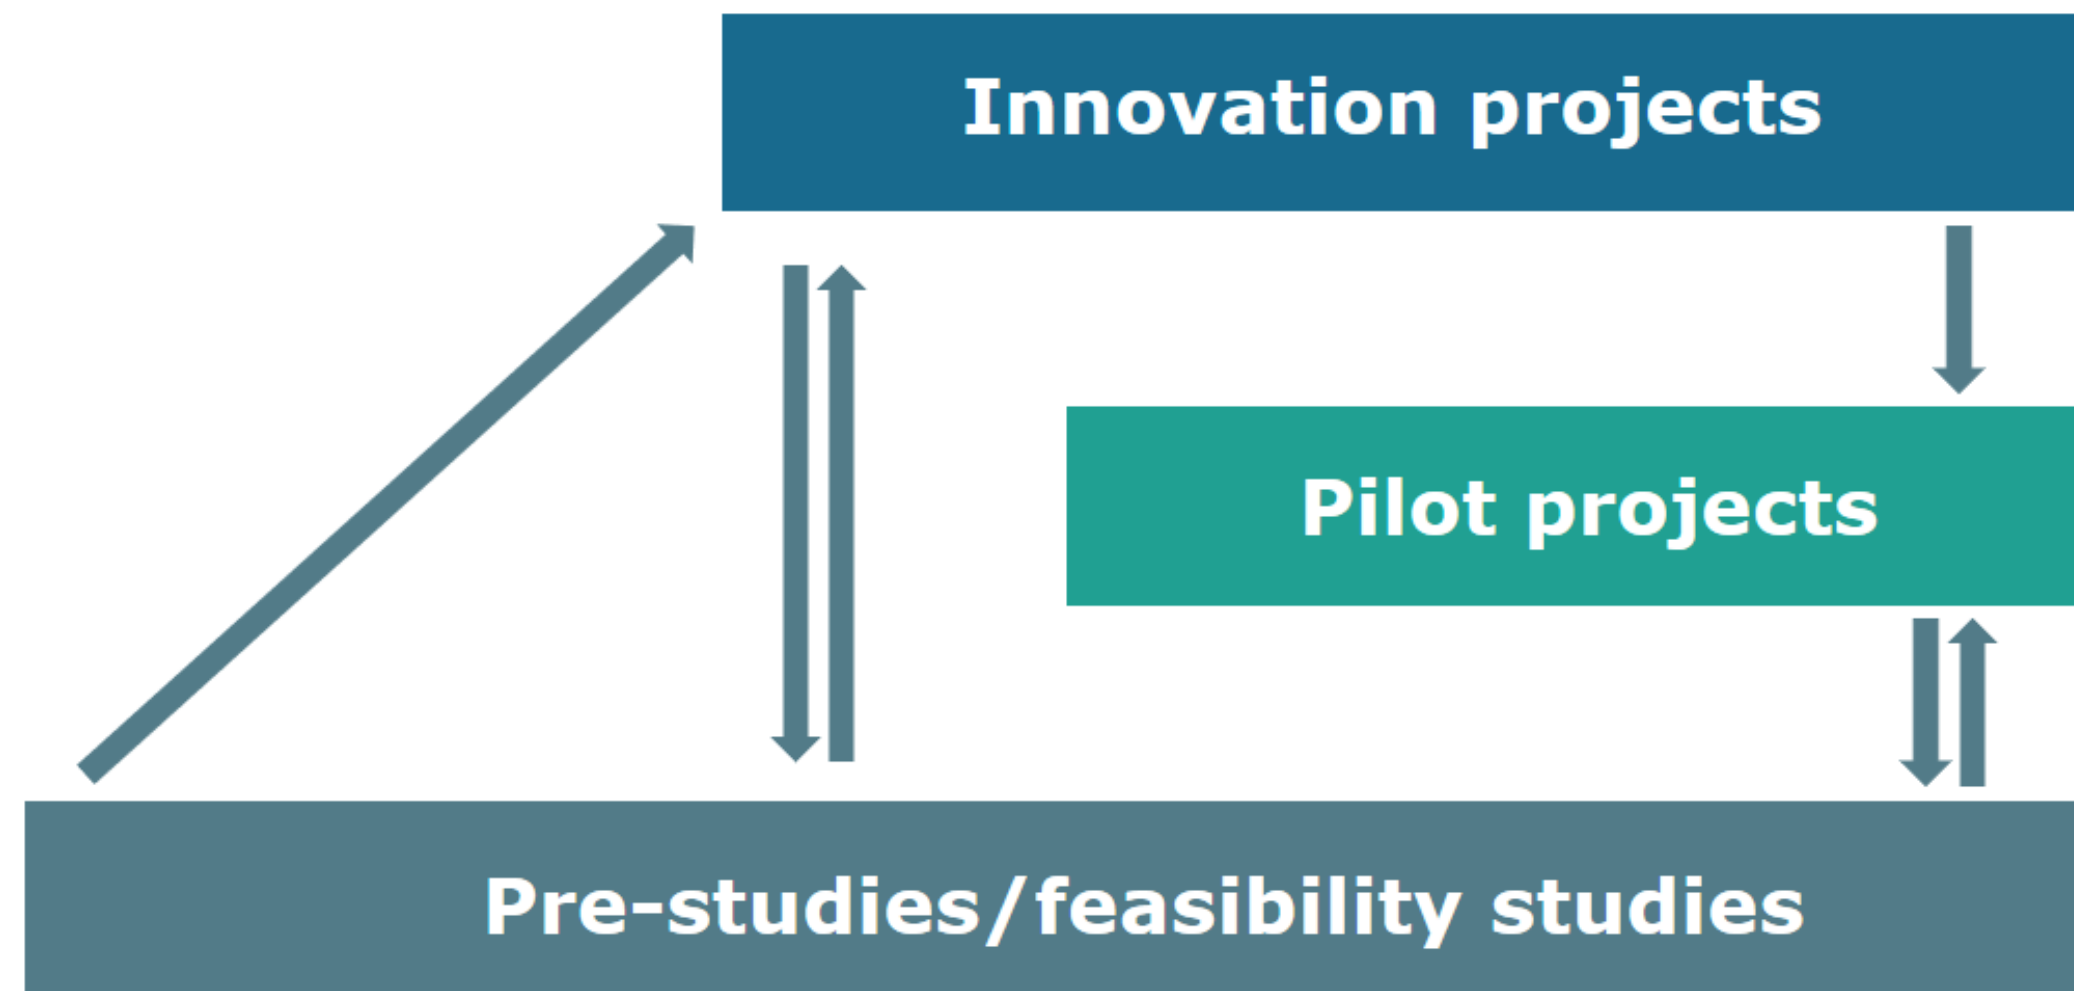 Innovation projects
Pilot projects
Pre-studies/feasibility studies